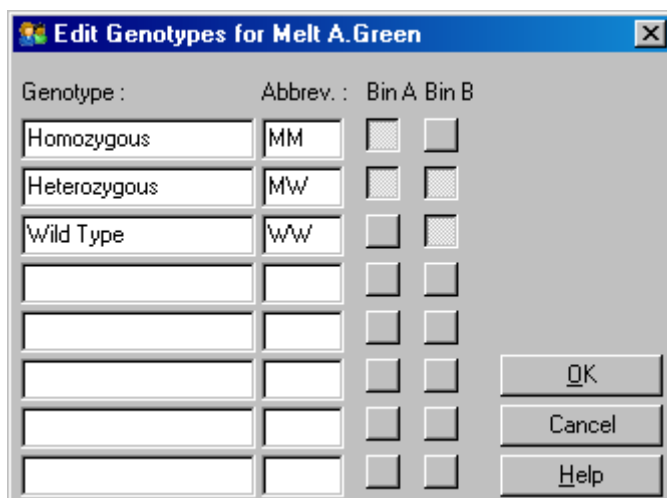 Edit Genotypes for Melt A.Green
Genotype : Abbrev. : Bin A Bin B
Homozygous MM
Heterozygous MW
Wild Type WW
OK
Cancel
Help